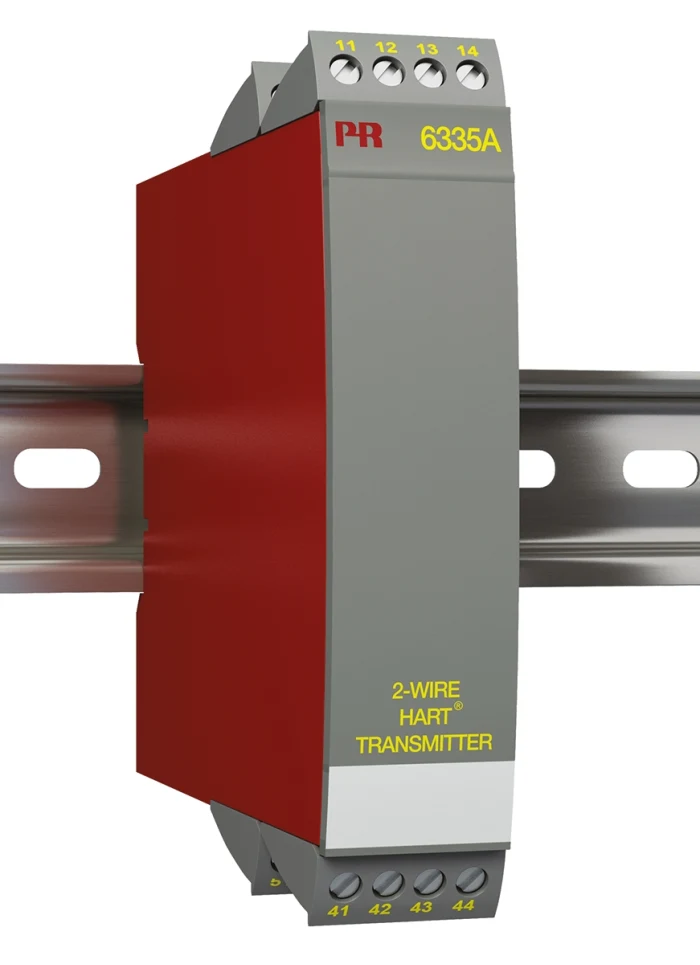 11 12 13 14
PR 6335A
2-WIRE
HART®
TRANSMITTER
41 42 43 44